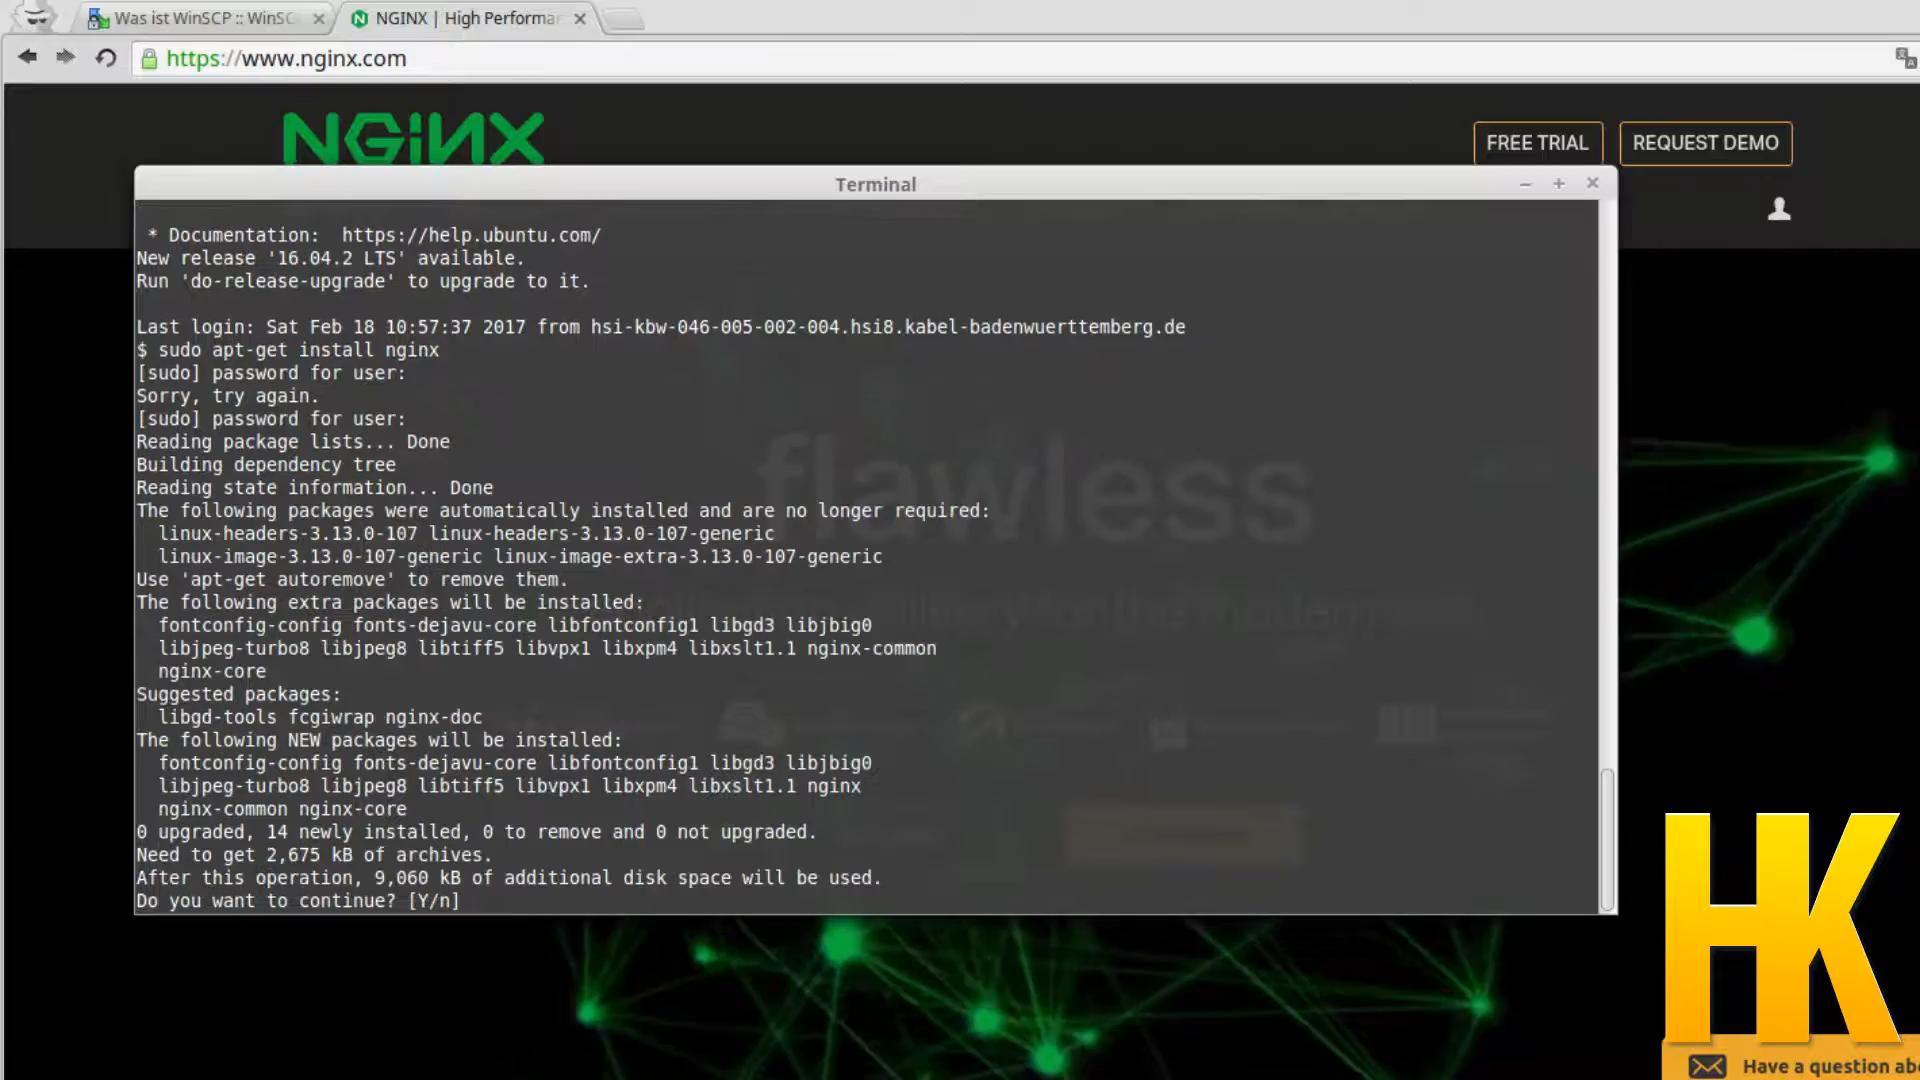 Was ist WinSCP :: WinSC
NGINX | High Performa
https://www.nginx.com
NGINX
FREE TRIAL
REQUEST DEMO
Terminal
* Documentation:  https://help.ubuntu.com/
New release '16.04.2 LTS' available.
Run 'do-release-upgrade' to upgrade to it.
Last login: Sat Feb 18 10:57:37 2017 from hsi-kbw-046-005-002-004.hsi8.kabel-badenwuerttemberg.de
$ sudo apt-get install nginx
[sudo] password for user:
Sorry, try again.
[sudo] password for user:
Reading package lists... Done
Building dependency tree
Reading state information... Done
The following packages were automatically installed and are no longer required:
linux-headers-3.13.0-107 linux-headers-3.13.0-107-generic
linux-image-3.13.0-107-generic linux-image-extra-3.13.0-107-generic
Use 'apt-get autoremove' to remove them.
The following extra packages will be installed:
fontconfig-config fonts-dejavu-core libfontconfig1 libgd3 libjbig0
libjpeg-turbo8 libjpeg8 libtiff5 libvpx1 libxpm4 libxslt1.1 nginx-common
nginx-core
Suggested packages:
libgd-tools fcgiwrap nginx-doc
The following NEW packages will be installed:
fontconfig-config fonts-dejavu-core libfontconfig1 libgd3 libjbig0
libjpeg-turbo8 libjpeg8 libtiff5 libvpx1 libxpm4 libxslt1.1 nginx
nginx-common nginx-core
0 upgraded, 14 newly installed, 0 to remove and 0 not upgraded.
Need to get 2,675 kB of archives.
After this operation, 9,060 kB of additional disk space will be used.
Do you want to continue? [Y/n]
flawless
HK
Have a question abo